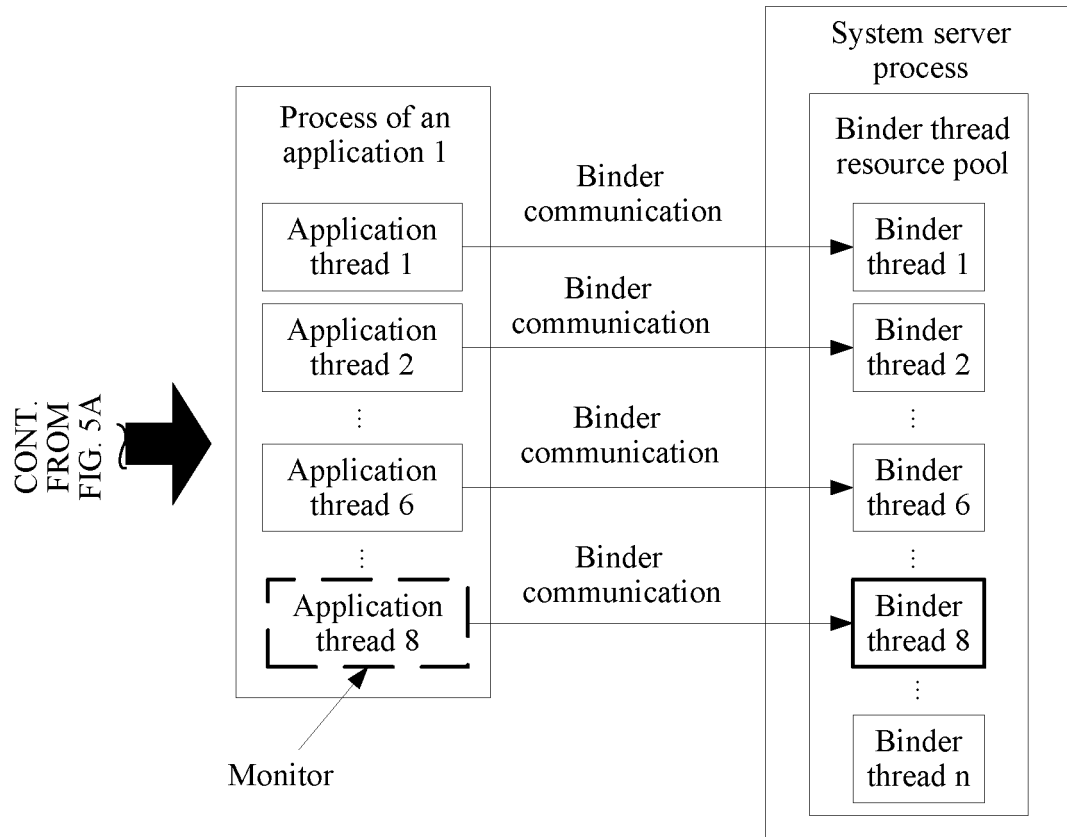 CONT.
FROM
FIG. 5A
Process of an
application 1
Application
thread 1
Application
thread 2
⋮
Application
thread 6
⋮
Application
thread 8
Monitor
Binder
communication
Binder
communication
Binder
communication
Binder
communication
System server
process
Binder thread
resource pool
Binder
thread 1
Binder
thread 2
⋮
Binder
thread 6
⋮
Binder
thread 8
⋮
Binder
thread n